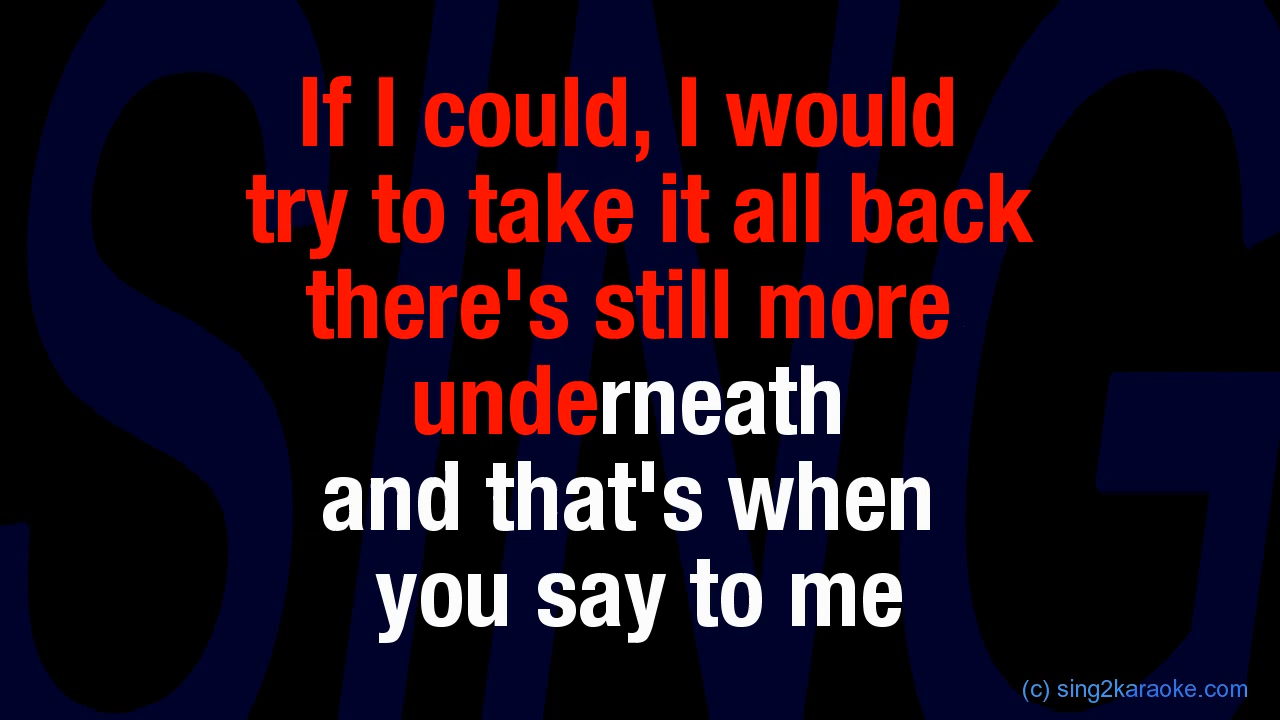 SING
If I could, I would
try to take it all back
there's still more
underneath
and that's when
you say to me
(c) sing2karaoke.com